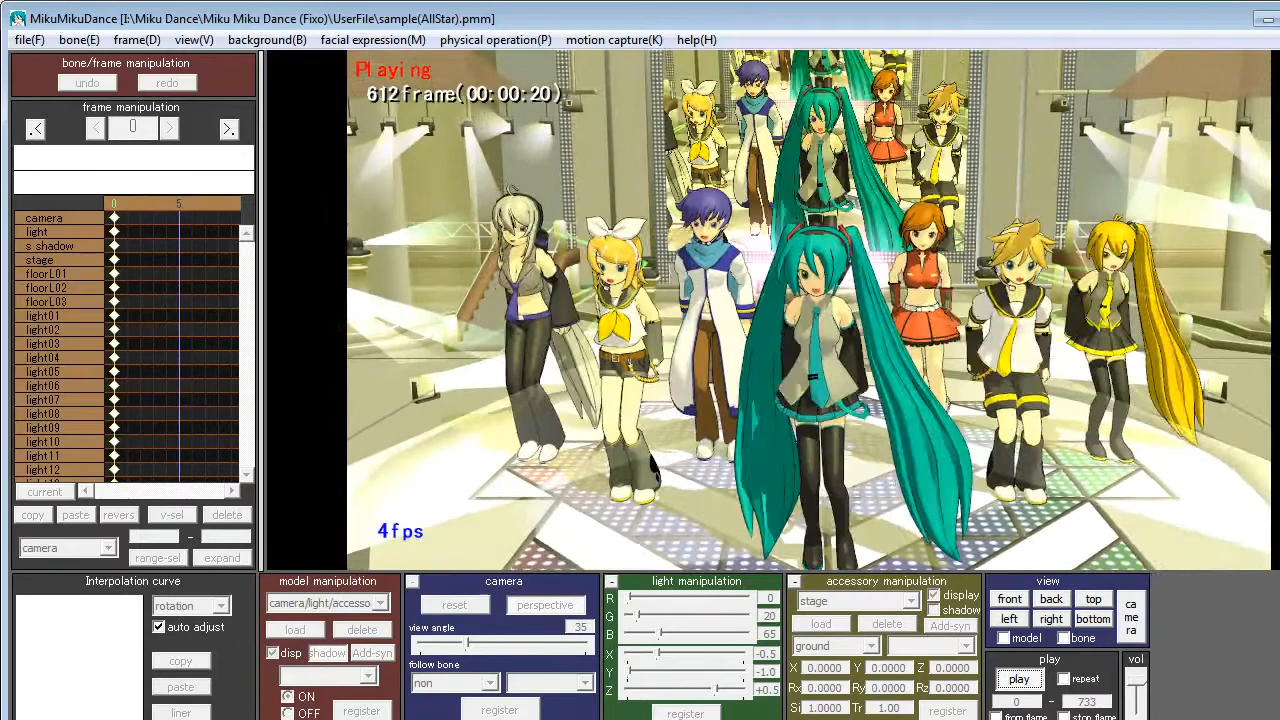 MikuMikuDance [I:\Miku Dance\Miku Miku Dance (Fixo)\UserFile\sample(AllStar).pmm]
file(F) bone(E) frame(D) view(V) background(B) facial expression(M) physical operation(P) motion capture(K) help(H)
bone/frame manipulation
undo redo
frame manipulation
.< < 0 > >.
0 5
camera
light
s shadow
stage
floorL01
floorL02
floorL03
light01
light02
light03
light04
light05
light06
light07
light08
light09
light10
light11
light12
current
copy paste revers v-sel delete
-
camera
range-sel expand
Playing
612frame(00:00:20)
4fps
Interpolation curve
rotation
auto adjust
copy
paste
liner
model manipulation
camera/light/accesso
load delete
disp shadow Add-syn
ON
OFF register
- camera
reset perspective
view angle 35
follow bone
non
register
- light manipulation
R 0
G 20
B 65
X -0.5
Y -1.0
Z +0.5
register
- accessory manipulation
stage display
shadow
load delete Add-syn
ground
X 0.0000 Y 0.0000 Z 0.0000
Rx 0.0000 Ry 0.0000 Rz 0.0000
Si 1.0000 Tr 1.00 register
view
front back top
left right bottom
ca
me
ra
model bone
play
play repeat
0 - 733
from flame stop flame
vol